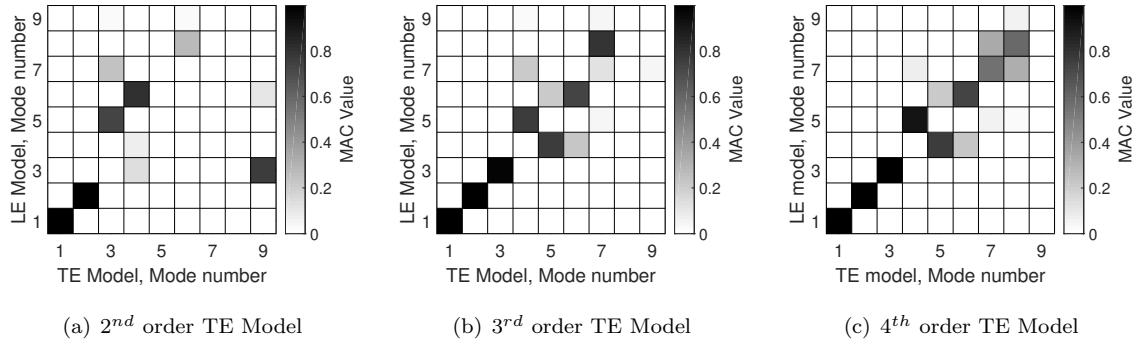 9
7
5
3
1
LE Model, Mode number
1 3 5 7 9
TE Model, Mode number
0.8
0.6
0.4
0.2
0
MAC Value
(a) 2nd order TE Model
9
7
5
3
1
LE Model, Mode number
1 3 5 7 9
TE Model, Mode number
0.8
0.6
0.4
0.2
0
MAC Value
(b) 3rd order TE Model
9
7
5
3
1
LE model, Mode number
1 3 5 7 9
TE model, Mode number
0.8
0.6
0.4
0.2
0
MAC Value
(c) 4th order TE Model